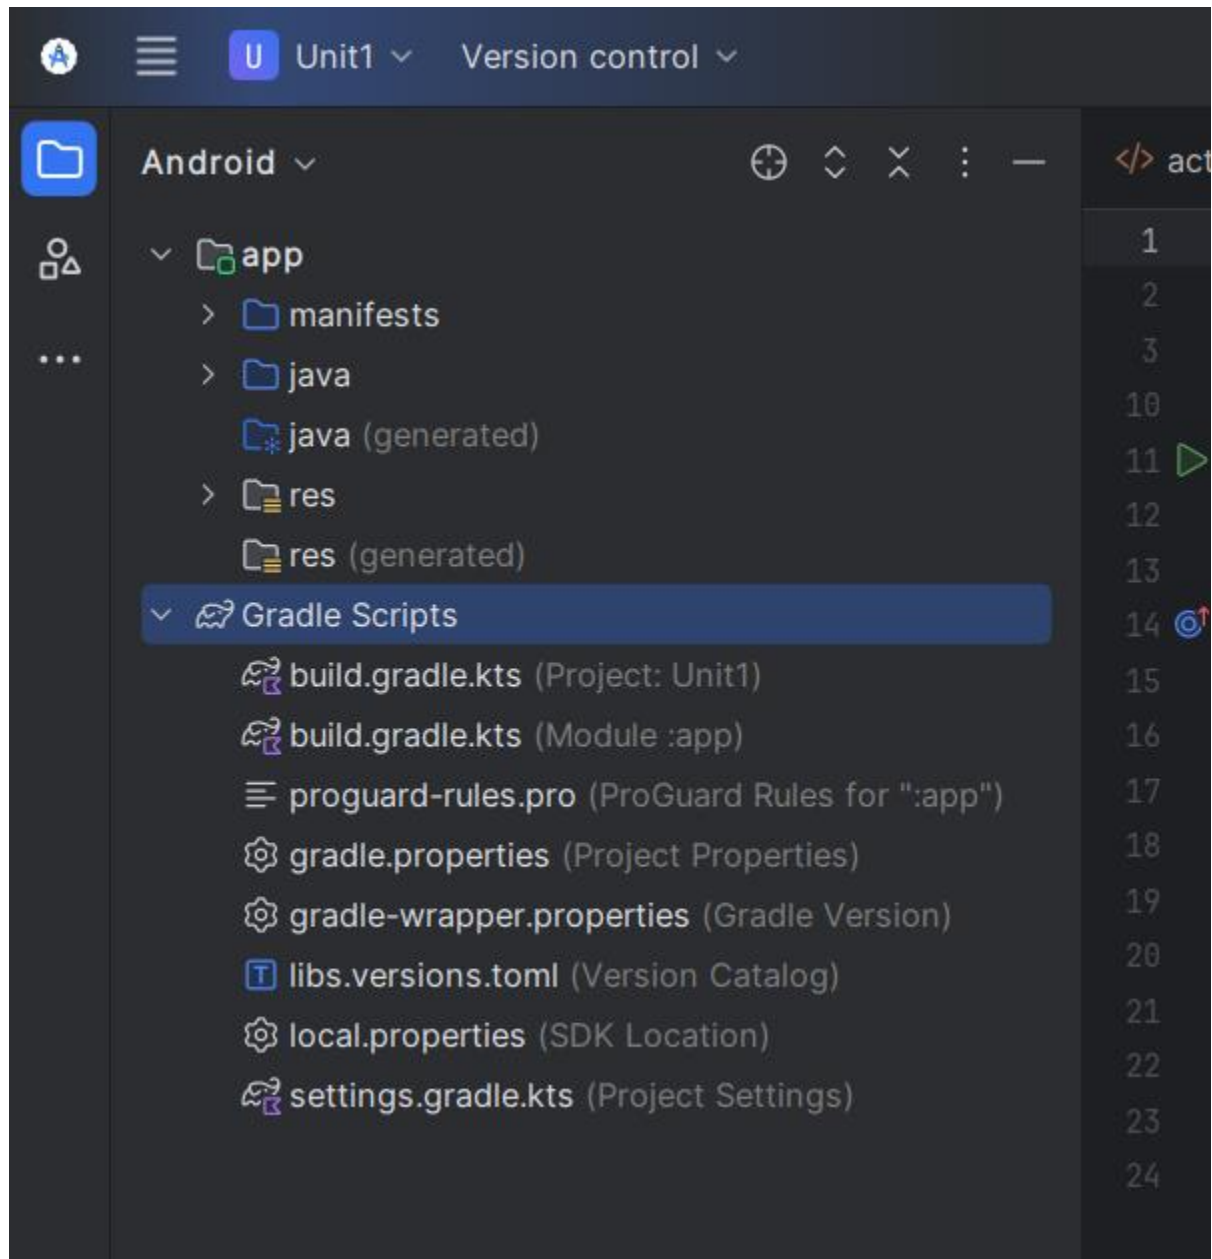 U Unit1 Version control
Android
app
manifests
java
java (generated)
res
res (generated)
Gradle Scripts
build.gradle.kts (Project: Unit1)
build.gradle.kts (Module :app)
proguard-rules.pro (ProGuard Rules for ":app")
gradle.properties (Project Properties)
gradle-wrapper.properties (Gradle Version)
T libs.versions.toml (Version Catalog)
local.properties (SDK Location)
settings.gradle.kts (Project Settings)
</> act
1
2
3
10
11
12
13
14
15
16
17
18
19
20
21
22
23
24